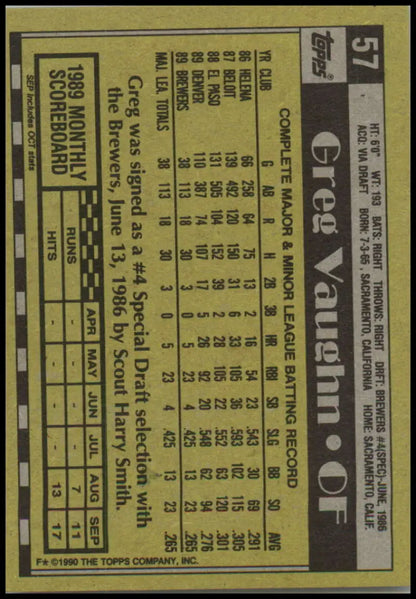 57
Topps
HT: 6'0" WT: 193 BATS: RIGHT THROWS: RIGHT DRFT: BREWERS #4(SPEC)-JUNE, 1986
ACQ: VIA DRAFT BORN: 7-3-65, SACRAMENTO, CALIFORNIA HOME: SACRAMENTO, CALIF.
Greg Vaughn • OF
COMPLETE MAJOR & MINOR LEAGUE BATTING RECORD
YR CLUB G AB R H 2B 3B HR RBI SB SLG BB SO AVG
86 HELENA 66 258 64 75 13 2 16 54 23 .543 30 69 .291
87 BELOIT 139 492 120 150 31 6 33 105 36 .593 102 115 .305
88 EL PASO 131 505 104 152 39 2 28 105 22 .552 63 120 .301
89 DENVER 110 387 74 107 17 5 26 92 20 .548 62 94 .276
89 BREWERS 38 113 18 30 3 0 5 23 4 .425 13 23 .265
MAJ. LEA. TOTALS 38 113 18 30 3 0 5 23 4 .425 13 23 .265
Greg was signed as a #4 Special Draft selection with
the Brewers, June 13, 1986 by Scout Harry Smith.
1989 MONTHLY
SCOREBOARD
SEP includes OCT stats
APR MAY JUN JUL AUG SEP
RUNS - - - - 7 11
HITS - - - - 13 17
F* ©1990 THE TOPPS COMPANY, INC.